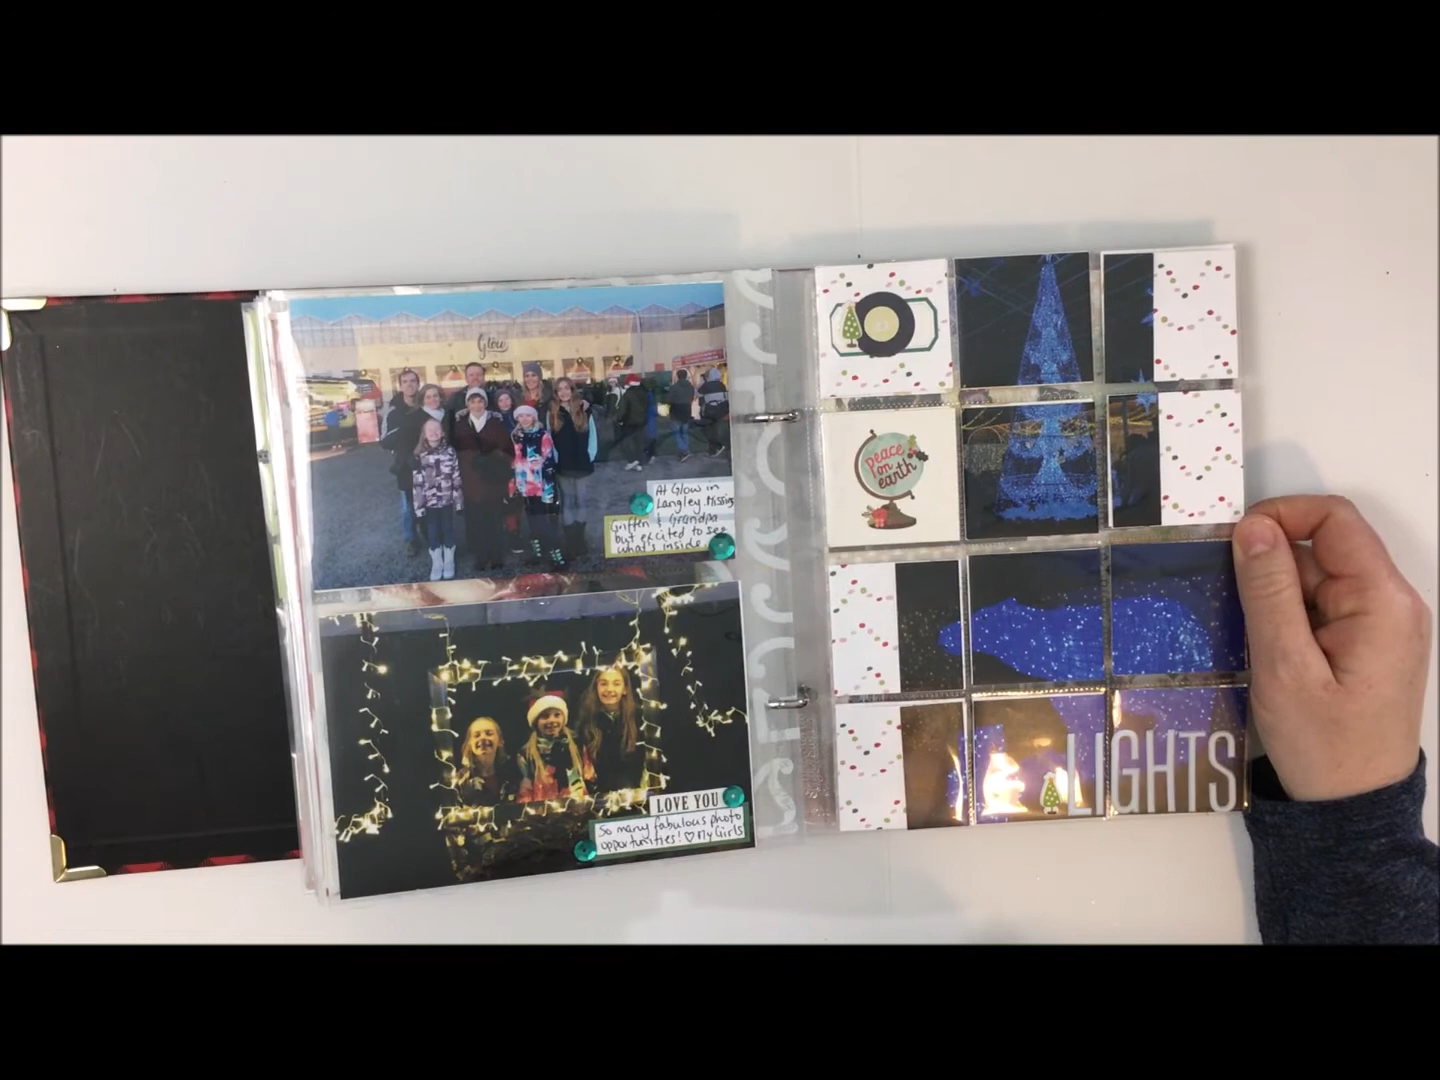 Glow
At Glow in
Langley. Missing
Griffen & Grandpa
but excited to see
what's inside.
LOVE YOU
So many fabulous photo
opportunities! ♡ My Girls
peace
on
earth
LIGHTS